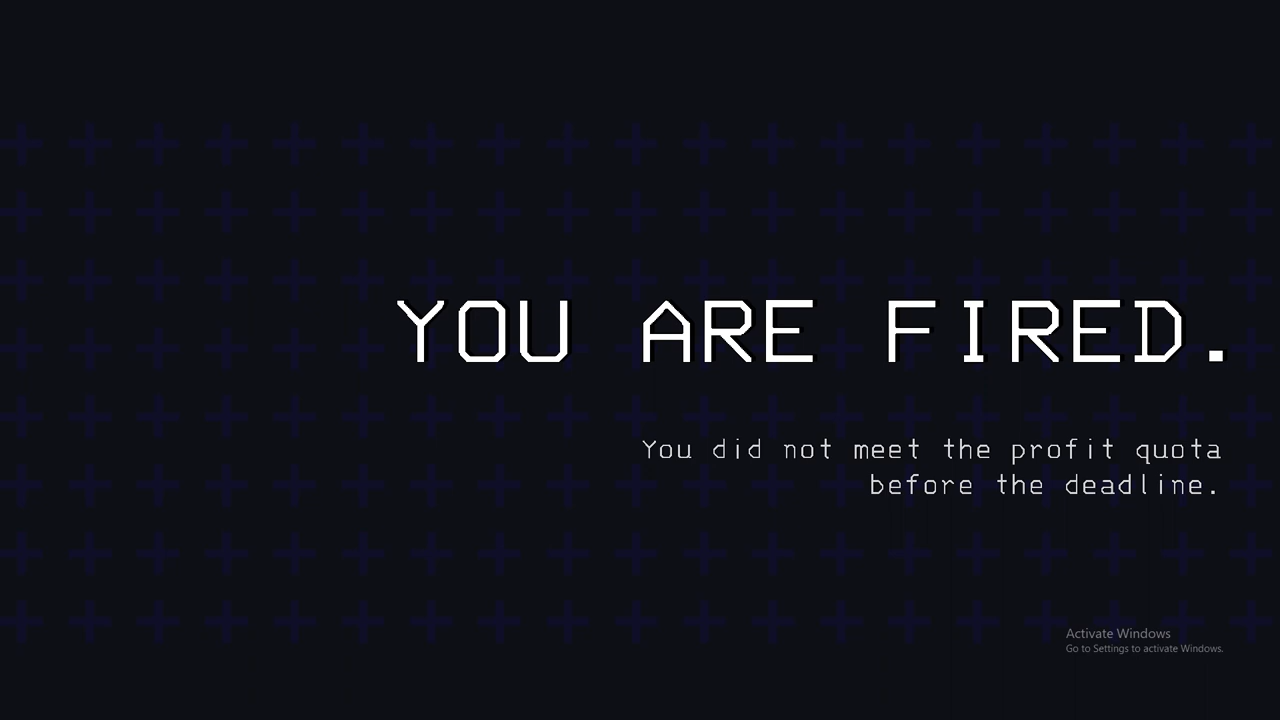 YOU ARE FIRED.
You did not meet the profit quota
before the deadline.
Activate Windows
Go to Settings to activate Windows.